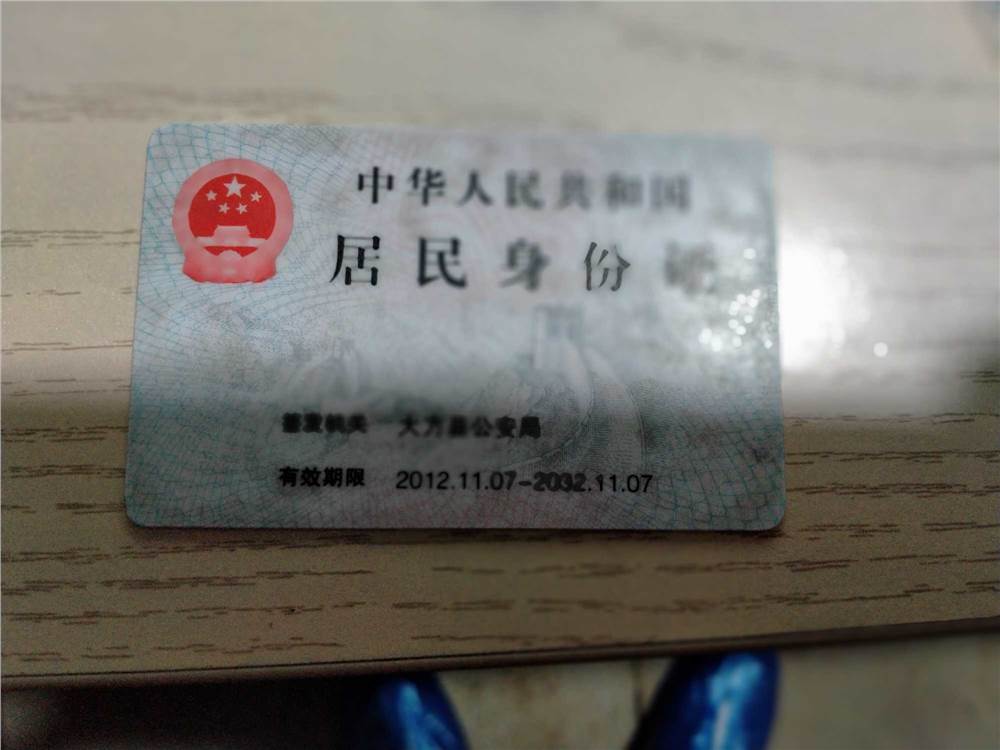 中华人民共和国
居民身份证
签发机关 大方县公安局
有效期限 2012.11.07-2032.11.07